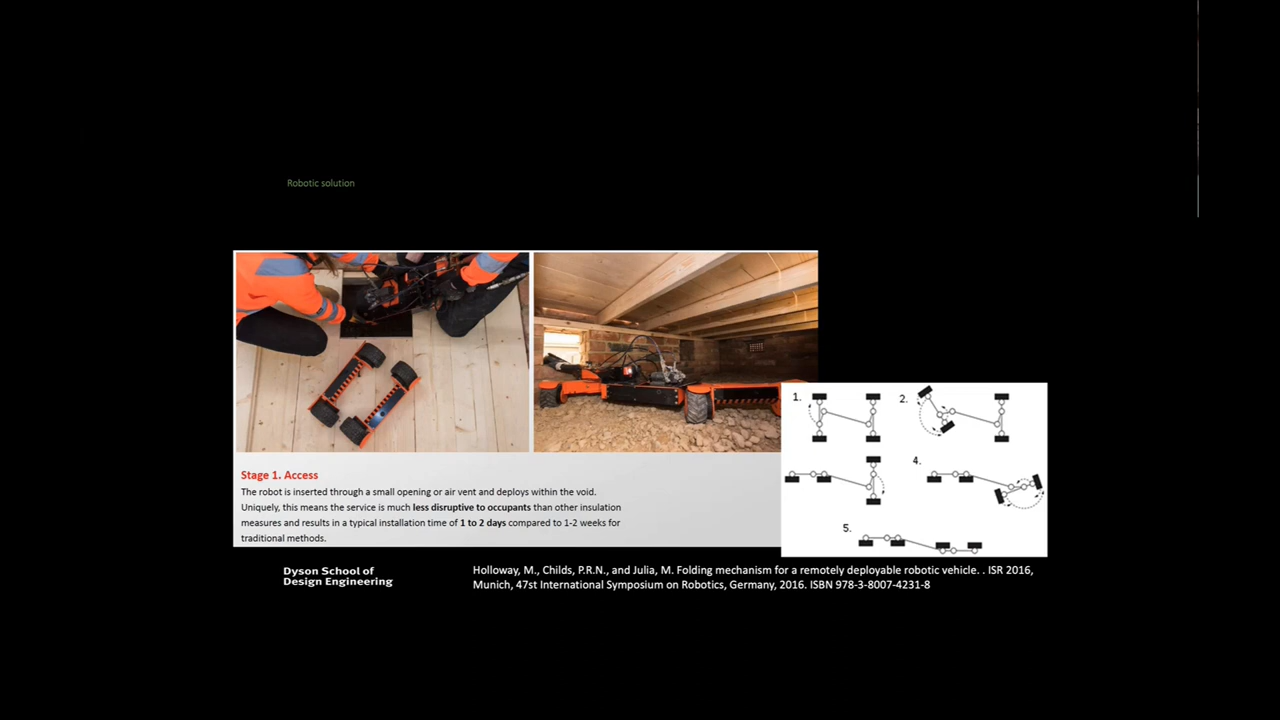 Robotic solution
Stage 1. Access
The robot is inserted through a small opening or air vent and deploys within the void.
Uniquely, this means the service is much less disruptive to occupants than other insulation
measures and results in a typical installation time of 1 to 2 days compared to 1-2 weeks for
traditional methods.
1.
2.
4.
5.
Dyson School of
Design Engineering
Holloway, M., Childs, P.R.N., and Julia, M. Folding mechanism for a remotely deployable robotic vehicle. . ISR 2016,
Munich, 47st International Symposium on Robotics, Germany, 2016. ISBN 978-3-8007-4231-8